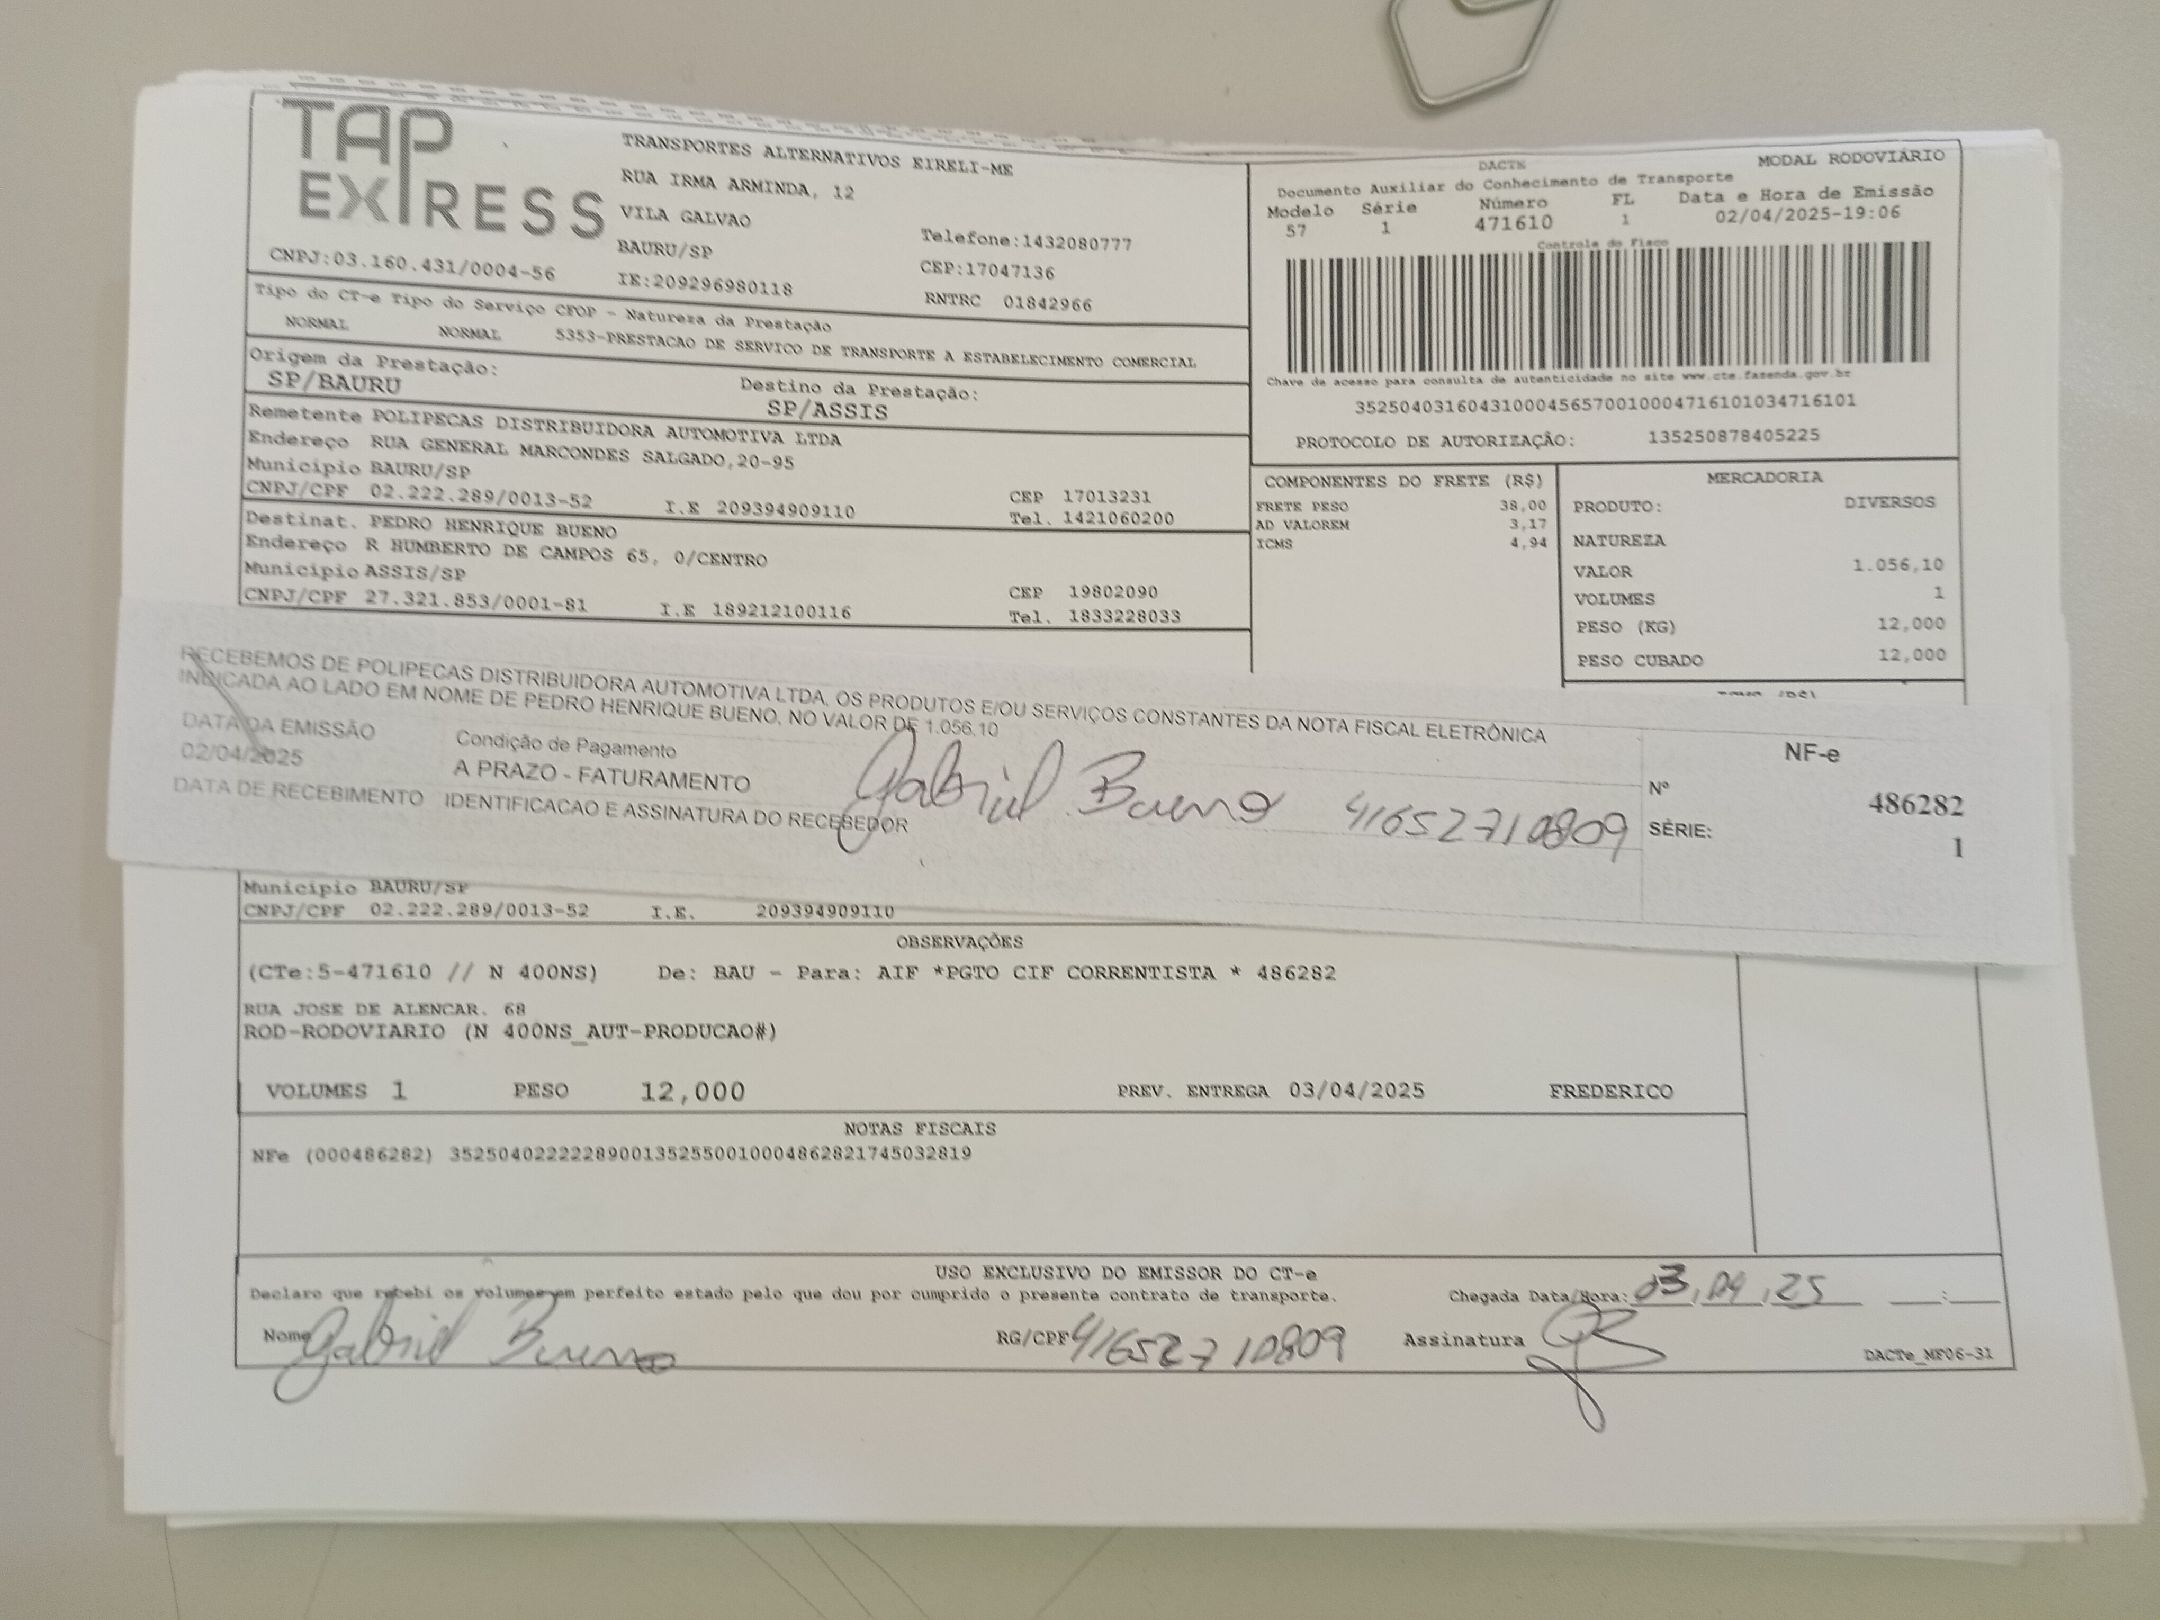 TAP
EXPRESS
TRANSPORTES ALTERNATIVOS EIRELI-ME
RUA IRMA ARMINDA, 12
VILA GALVAO
BAURU/SP
Telefone:1432080777
CEP:17047136
CNPJ:03.160.431/0004-56
IE:209296980118
RNTRC 01842966
Tipo do CT-e Tipo do Serviço CFOP - Natureza da Prestação
NORMAL NORMAL 5353-PRESTACAO DE SERVICO DE TRANSPORTE A ESTABELECIMENTO COMERCIAL
Origem da Prestação: Destino da Prestação:
SP/BAURU SP/ASSIS
Remetente POLIPECAS DISTRIBUIDORA AUTOMOTIVA LTDA
Endereço RUA GENERAL MARCONDES SALGADO,20-95
Município BAURU/SP CEP 17013231
CNPJ/CPF 02.222.289/0013-52 I.E 209394909110 Tel. 1421060200
Destinat. PEDRO HENRIQUE BUENO
Endereço R HUMBERTO DE CAMPOS 65, 0/CENTRO
Município ASSIS/SP CEP 19802090
CNPJ/CPF 27.321.853/0001-81 I.E 189212100116 Tel. 1833228033
DACTE MODAL RODOVIÁRIO
Documento Auxiliar do Conhecimento de Transporte
Modelo Série Número FL Data e Hora de Emissão
57 1 471610 1 02/04/2025-19:06
Controle do Fisco
Chave de acesso para consulta de autenticidade no site www.cte.fazenda.gov.br
35250403160431000456570010004716101034716101
PROTOCOLO DE AUTORIZAÇÃO: 135250878405225
COMPONENTES DO FRETE (R$)
FRETE PESO 38,00
AD VALOREM 3,17
ICMS 4,94
MERCADORIA
PRODUTO: DIVERSOS
NATUREZA
VALOR 1.056,10
VOLUMES 1
PESO (KG) 12,000
PESO CUBADO 12,000
RECEBEMOS DE POLIPECAS DISTRIBUIDORA AUTOMOTIVA LTDA, OS PRODUTOS E/OU SERVIÇOS CONSTANTES DA NOTA FISCAL ELETRÔNICA
INDICADA AO LADO EM NOME DE PEDRO HENRIQUE BUENO, NO VALOR DE 1.056,10
DATA DA EMISSÃO Condição de Pagamento
02/04/2025 A PRAZO - FATURAMENTO
DATA DE RECEBIMENTO IDENTIFICACAO E ASSINATURA DO RECEBEDOR
Gabriel Bueno 41652710809
NF-e
Nº 486282
SÉRIE: 1
Município BAURU/SP
CNPJ/CPF 02.222.289/0013-52 I.E. 209394909110
OBSERVAÇÕES
(CTe:5-471610 // N 400NS) De: BAU - Para: AIF *PGTO CIF CORRENTISTA * 486282
RUA JOSE DE ALENCAR. 68
ROD-RODOVIARIO (N 400NS_AUT-PRODUCAO#)
VOLUMES 1 PESO 12,000 PREV. ENTREGA 03/04/2025 FREDERICO
NOTAS FISCAIS
NFe (000486282) 35250402222289001352550010004862821745032819
USO EXCLUSIVO DO EMISSOR DO CT-e
Declaro que recebi os volumes em perfeito estado pelo que dou por cumprido o presente contrato de transporte. Chegada Data/Hora: 03,04,25 __:__
Nome Gabriel Bueno RG/CPF 41652710809 Assinatura
DACTe_MF06-31